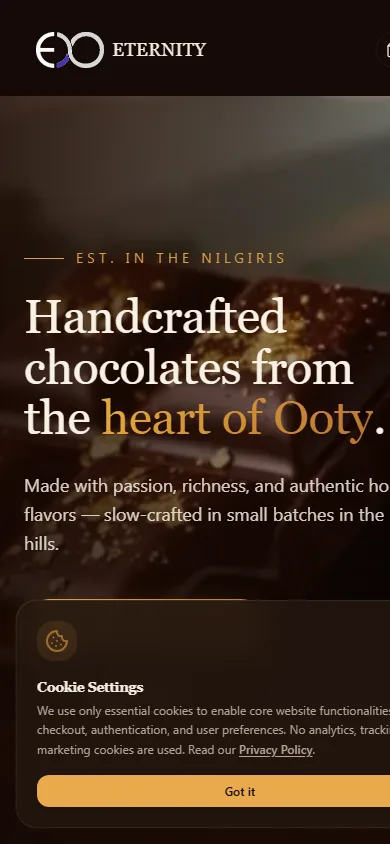 ETERNITY
EST. IN THE NILGIRIS
Handcrafted
chocolates from
the heart of Ooty.
Made with passion, richness, and authentic ho
flavors — slow-crafted in small batches in the
hills.
Cookie Settings
We use only essential cookies to enable core website functionalitie
checkout, authentication, and user preferences. No analytics, tracki
marketing cookies are used. Read our Privacy Policy.
Got it